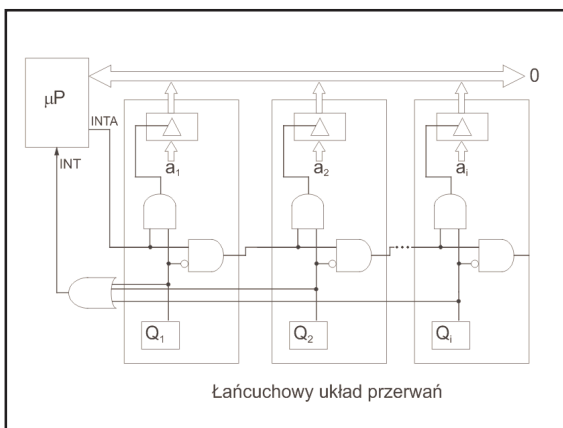 μP
0
INTA
INT
a₁
a₂
aᵢ
Q₁
Q₂
Qᵢ
Łańcuchowy układ przerwań